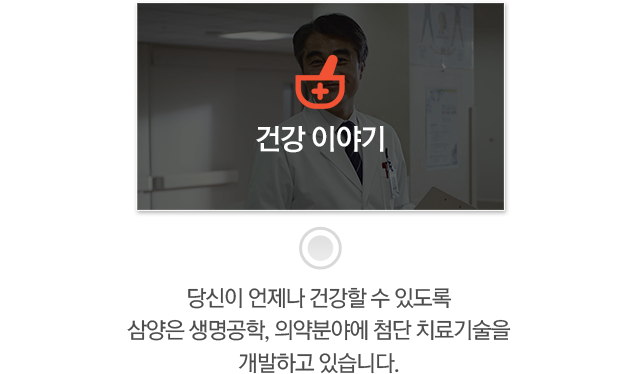 건강 이야기
당신이 언제나 건강할 수 있도록
삼양은 생명공학, 의약분야에 첨단 치료기술을
개발하고 있습니다.